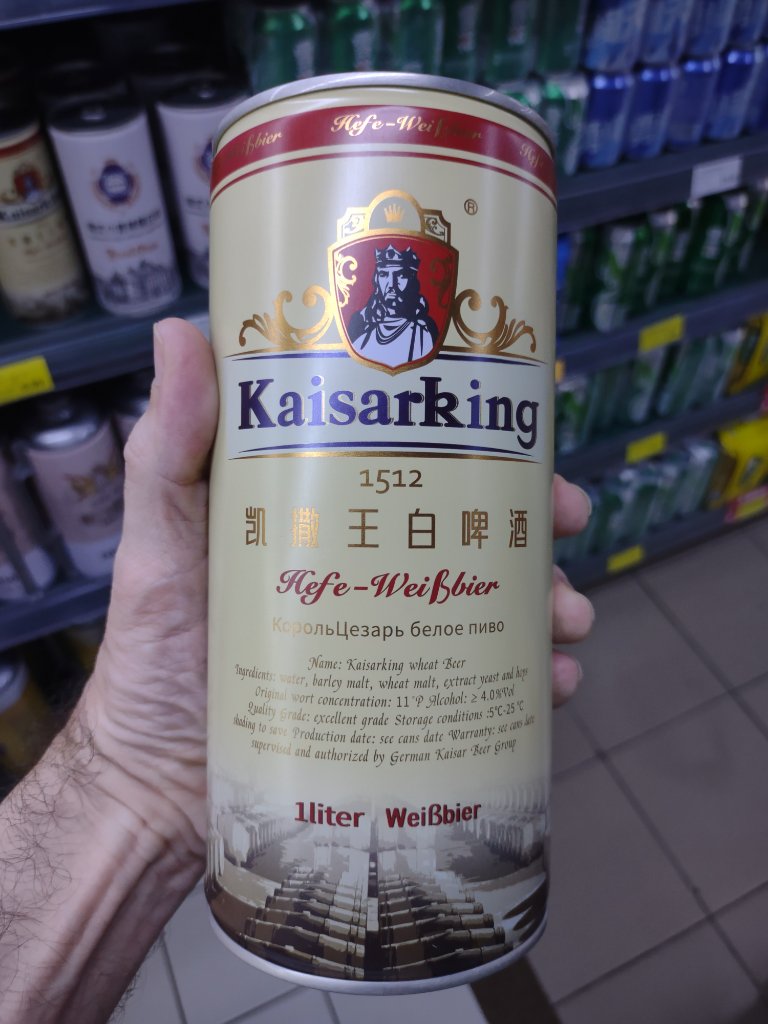 Hefe-Weißbier
®
Kaisarking
1512
凯撒王白啤酒
Hefe-Weißbier
КорольЦезарь белое пиво
Name: Kaisarking wheat Beer
Ingredients: water, barley malt, wheat malt, extract yeast and hops
Original wort concentration: 11°P Alcohol: ≥ 4.0%Vol
Quality Grade: excellent grade Storage conditions :5℃-25℃
shading to save Production date: see cans date Warranty: see cans date
supervised and authorized by German Kaisar Beer Group
1liter Weißbier